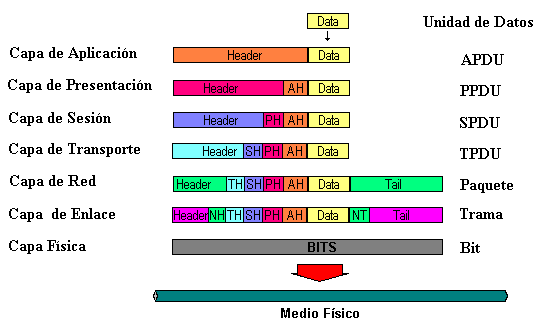 Data Unidad de Datos
Capa de Aplicación Header Data APDU
Capa de Presentación Header AH Data PPDU
Capa de Sesión Header PH AH Data SPDU
Capa de Transporte Header SH PH AH Data TPDU
Capa de Red Header TH SH PH AH Data Tail Paquete
Capa de Enlace Header NH TH SH PH AH Data NT Tail Trama
Capa Física BITS Bit
Medio Físico